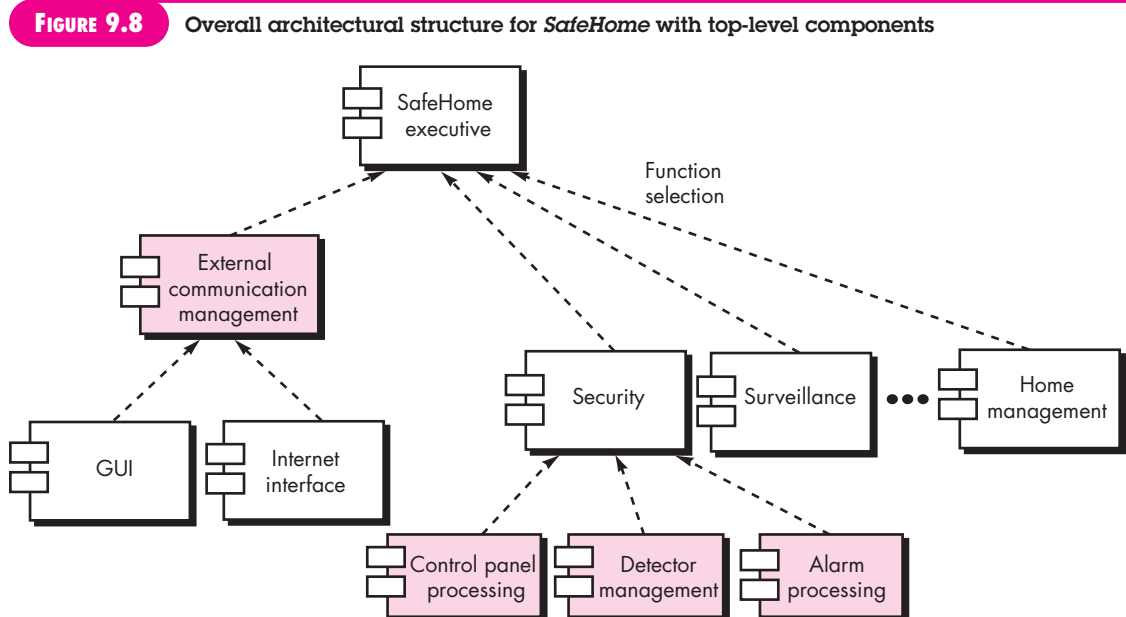 FIGURE 9.8 Overall architectural structure for SafeHome with top-level components
SafeHome
executive
Function
selection
External
communication
management
Security
Surveillance
Home
management
GUI
Internet
interface
Control panel
processing
Detector
management
Alarm
processing